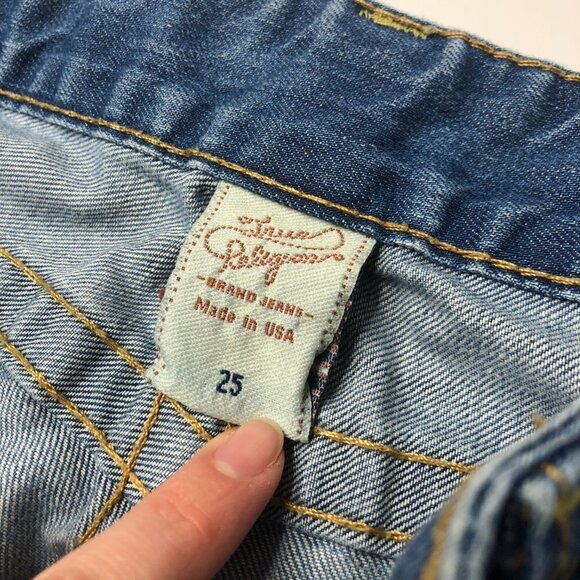 True
Religion
BRAND JEANS
Made in USA
25